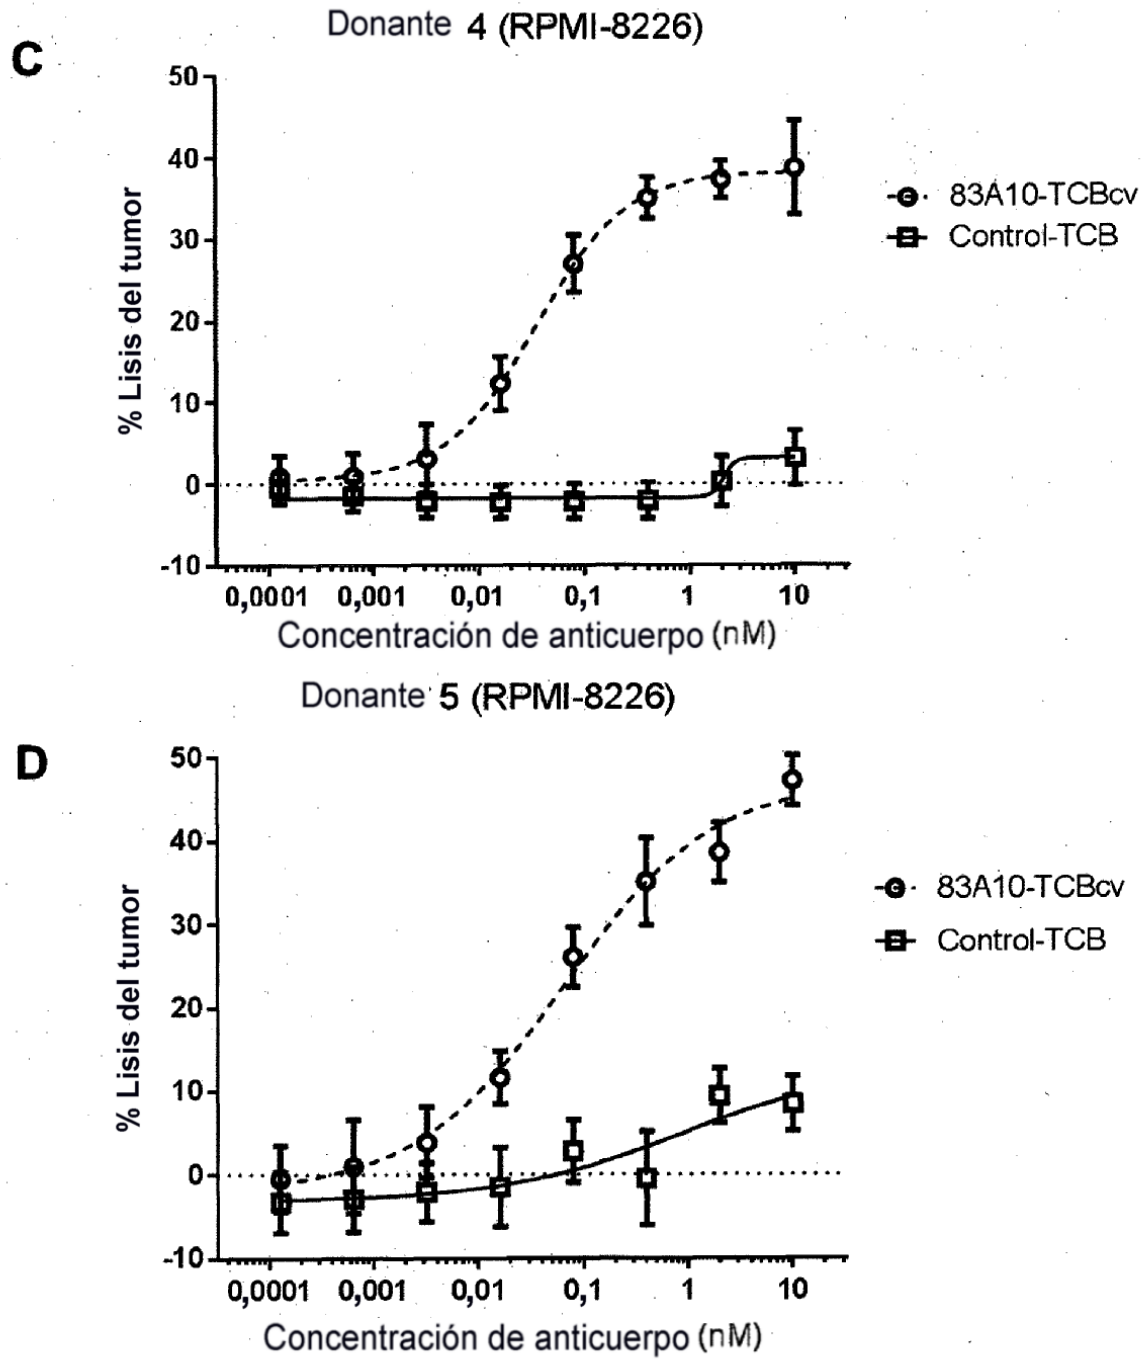 Donante 4 (RPMI-8226)
C
50
40
30
20
10
0
-10
% Lisis del tumor
83A10-TCBcv
Control-TCB
0,0001 0,001 0,01 0,1 1 10
Concentración de anticuerpo (nM)
Donante 5 (RPMI-8226)
D
50
40
30
20
10
0
-10
% Lisis del tumor
83A10-TCBcv
Control-TCB
0,0001 0,001 0,01 0,1 1 10
Concentración de anticuerpo (nM)